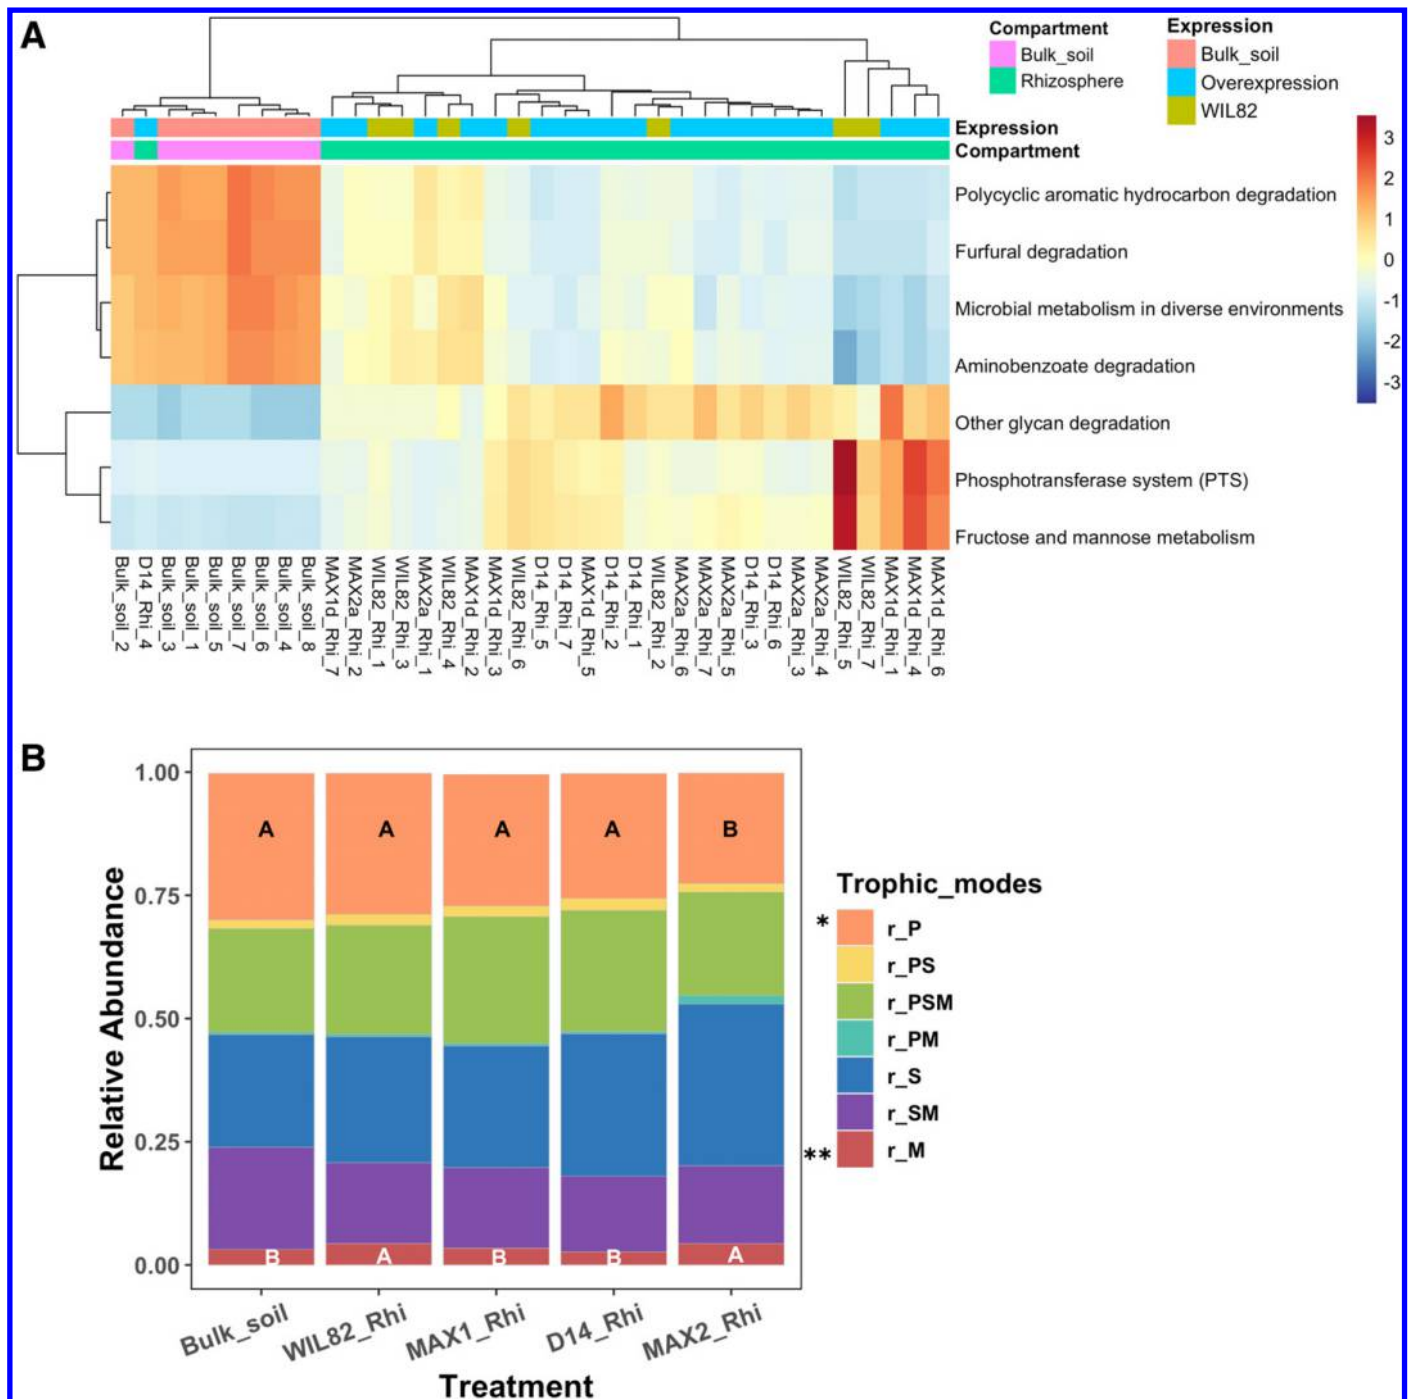 A
Compartment
Bulk_soil
Rhizosphere
Expression
Bulk_soil
Overexpression
WIL82
Expression
Compartment
3
2
1
0
-1
-2
-3
Polycyclic aromatic hydrocarbon degradation
Furfural degradation
Microbial metabolism in diverse environments
Aminobenzoate degradation
Other glycan degradation
Phosphotransferase system (PTS)
Fructose and mannose metabolism
Bulk_soil_2
D14_Rhi_4
Bulk_soil_3
Bulk_soil_1
Bulk_soil_5
Bulk_soil_7
Bulk_soil_6
Bulk_soil_4
Bulk_soil_8
MAX1d_Rhi_7
MAX2a_Rhi_2
WIL82_Rhi_1
WIL82_Rhi_3
MAX2a_Rhi_1
WIL82_Rhi_4
MAX1d_Rhi_2
MAX1d_Rhi_3
WIL82_Rhi_6
D14_Rhi_5
D14_Rhi_7
MAX1d_Rhi_5
D14_Rhi_2
D14_Rhi_1
WIL82_Rhi_2
MAX2a_Rhi_6
MAX2a_Rhi_7
MAX2a_Rhi_5
D14_Rhi_3
D14_Rhi_6
MAX2a_Rhi_3
MAX2a_Rhi_4
WIL82_Rhi_5
WIL82_Rhi_7
MAX1d_Rhi_1
MAX1d_Rhi_4
MAX1d_Rhi_6
B
Relative Abundance
1.00
0.75
0.50
0.25
0.00
A A A A B
B A B B A
Bulk_soil
WIL82_Rhi
MAX1_Rhi
D14_Rhi
MAX2_Rhi
Treatment
Trophic_modes
* r_P
r_PS
r_PSM
r_PM
r_S
r_SM
** r_M